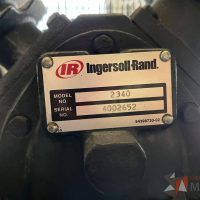 IR Ingersoll-Rand®
MODEL NO. 2340
SERIAL NO. 4002652